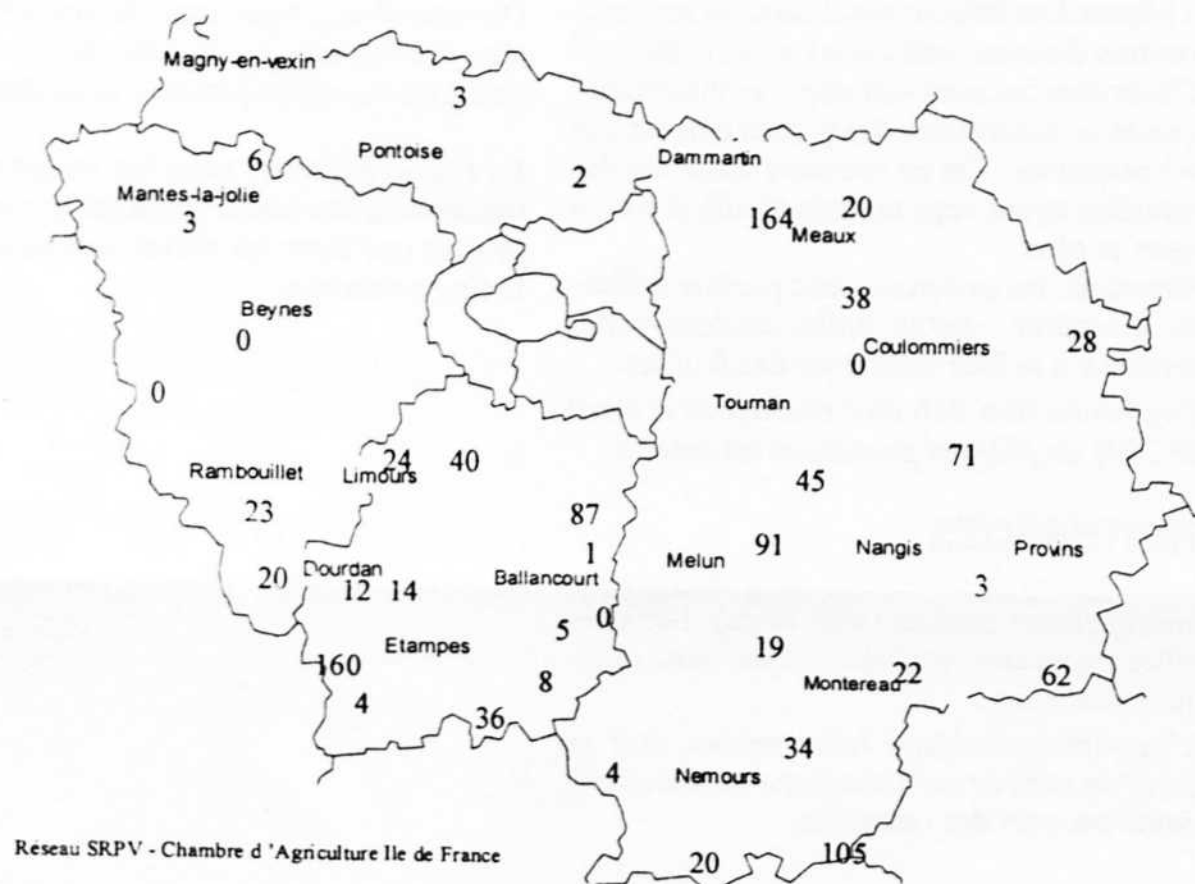 Magny-en-vexin
3
Pontoise
6
Dammartin
2
Mantes-la-jolie
3
20
164
Meaux
Beynes
38
0
28
Coulommiers
0
0
Tournan
Rambouillet
Limours
24
40
71
45
23
87
91
Melun
1
Nangis
Provins
Dourdan
20
12
14
Ballancourt
3
0
5
Etampes
19
160
22
Montereau
62
8
4
36
34
4
Nemours
105
20
Réseau SRPV - Chambre d 'Agriculture Ile de France